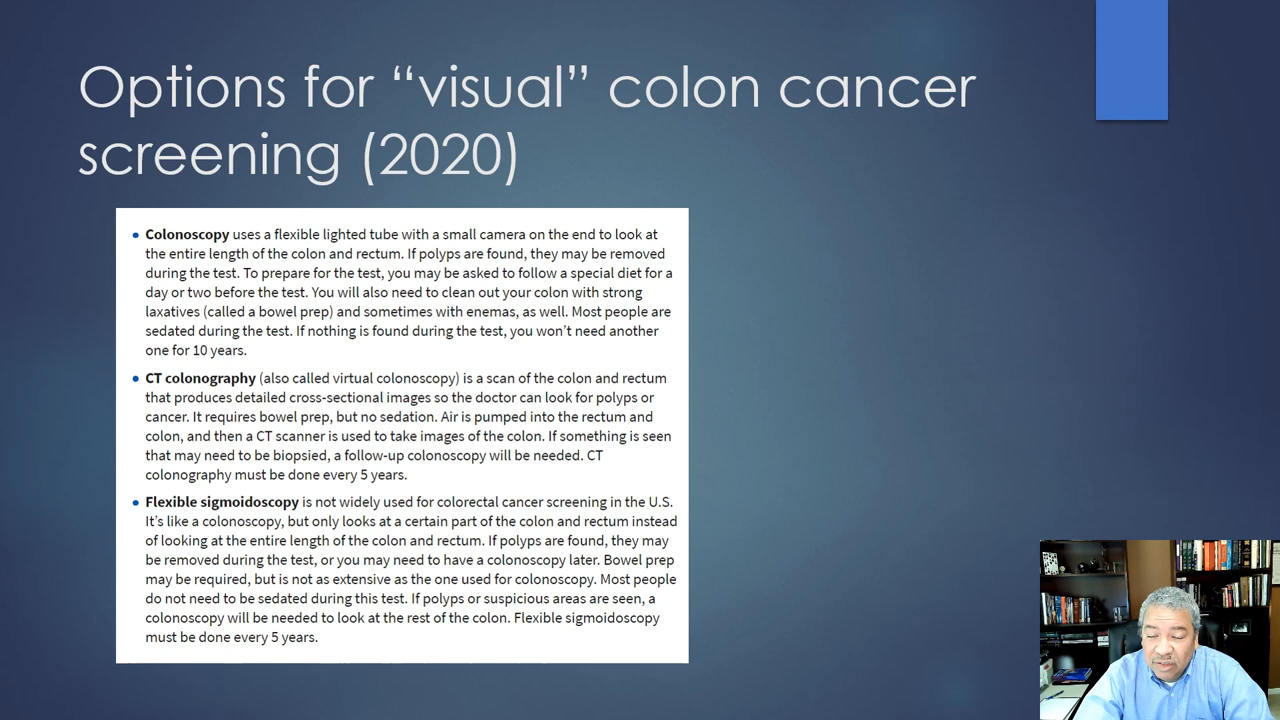 Options for “visual” colon cancer
screening (2020)
• Colonoscopy uses a flexible lighted tube with a small camera on the end to look at
the entire length of the colon and rectum. If polyps are found, they may be removed
during the test. To prepare for the test, you may be asked to follow a special diet for a
day or two before the test. You will also need to clean out your colon with strong
laxatives (called a bowel prep) and sometimes with enemas, as well. Most people are
sedated during the test. If nothing is found during the test, you won’t need another
one for 10 years.
• CT colonography (also called virtual colonoscopy) is a scan of the colon and rectum
that produces detailed cross-sectional images so the doctor can look for polyps or
cancer. It requires bowel prep, but no sedation. Air is pumped into the rectum and
colon, and then a CT scanner is used to take images of the colon. If something is seen
that may need to be biopsied, a follow-up colonoscopy will be needed. CT
colonography must be done every 5 years.
• Flexible sigmoidoscopy is not widely used for colorectal cancer screening in the U.S.
It’s like a colonoscopy, but only looks at a certain part of the colon and rectum instead
of looking at the entire length of the colon and rectum. If polyps are found, they may
be removed during the test, or you may need to have a colonoscopy later. Bowel prep
may be required, but is not as extensive as the one used for colonoscopy. Most people
do not need to be sedated during this test. If polyps or suspicious areas are seen, a
colonoscopy will be needed to look at the rest of the colon. Flexible sigmoidoscopy
must be done every 5 years.